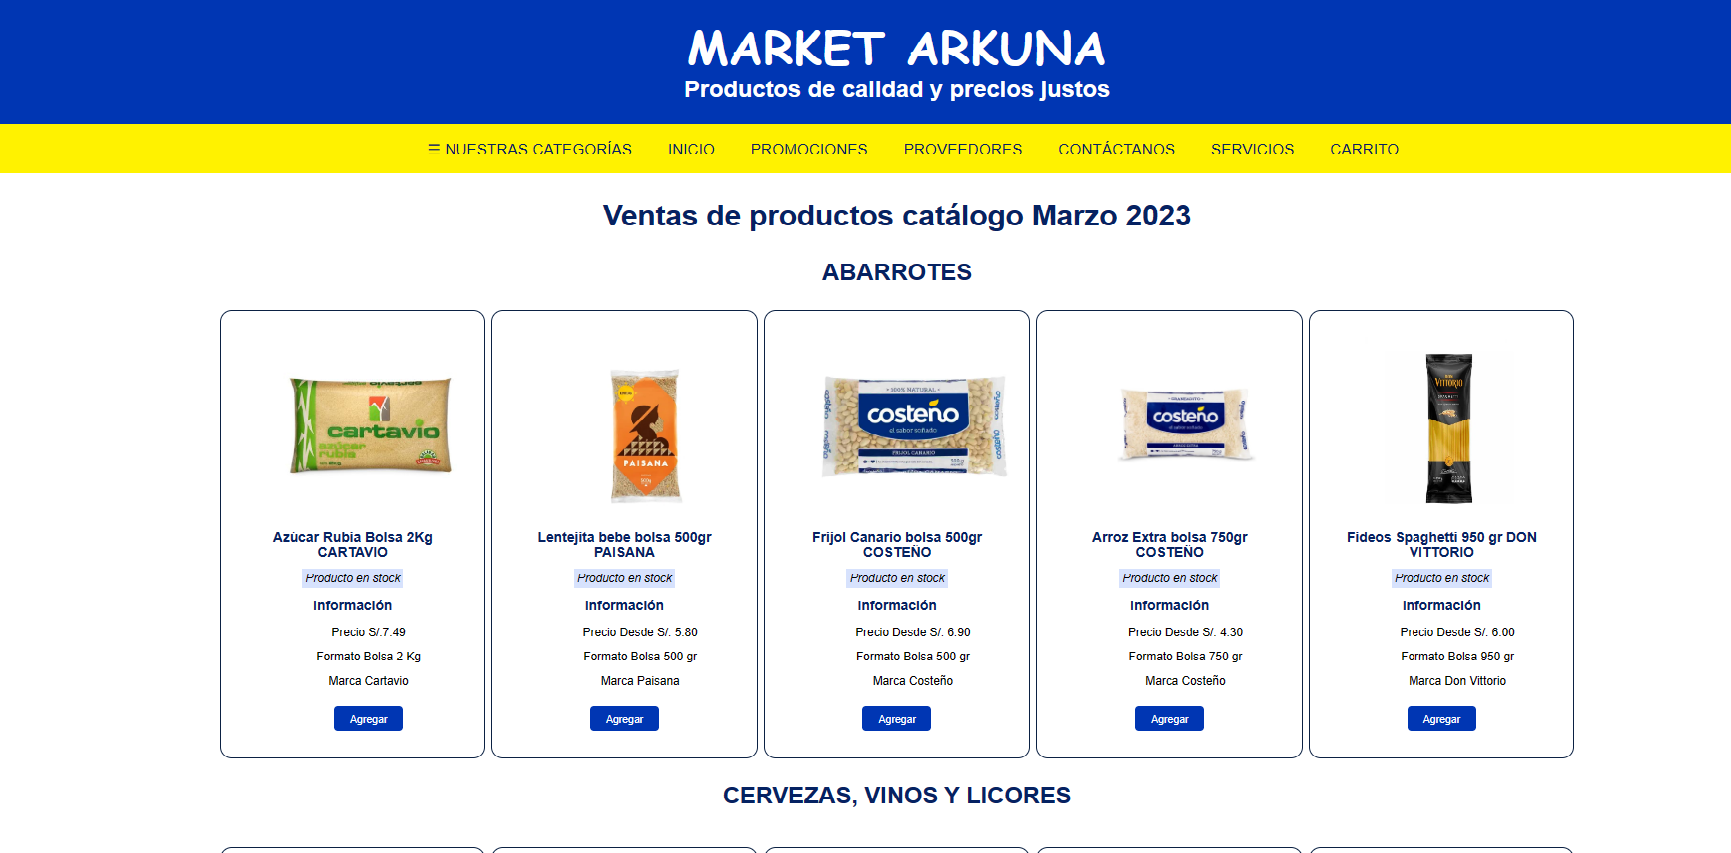 MARKET ARKUNA
Productos de calidad y precios justos
☰ NUESTRAS CATEGORÍAS INICIO PROMOCIONES PROVEEDORES CONTÁCTANOS SERVICIOS CARRITO
Ventas de productos catálogo Marzo 2023
ABARROTES
cartavio
azúcar
rubia
PAISANA
100% NATURAL
costeño
el sabor soñado
FRIJOL CANARIO
costeño
VITTORIO
Azúcar Rubia Bolsa 2Kg
CARTAVIO
Producto en stock
Información
Precio S/.7.49
Formato Bolsa 2 Kg
Marca Cartavio
Agregar
Lentejita bebe bolsa 500gr
PAISANA
Producto en stock
Información
Precio Desde S/. 5.80
Formato Bolsa 500 gr
Marca Paisana
Agregar
Frijol Canario bolsa 500gr
COSTEÑO
Producto en stock
Información
Precio Desde S/. 6.90
Formato Bolsa 500 gr
Marca Costeño
Agregar
Arroz Extra bolsa 750gr
COSTEÑO
Producto en stock
Información
Precio Desde S/. 4.30
Formato Bolsa 750 gr
Marca Costeño
Agregar
Fideos Spaghetti 950 gr DON
VITTORIO
Producto en stock
Información
Precio Desde S/. 6.00
Formato Bolsa 950 gr
Marca Don Vittorio
Agregar
CERVEZAS, VINOS Y LICORES